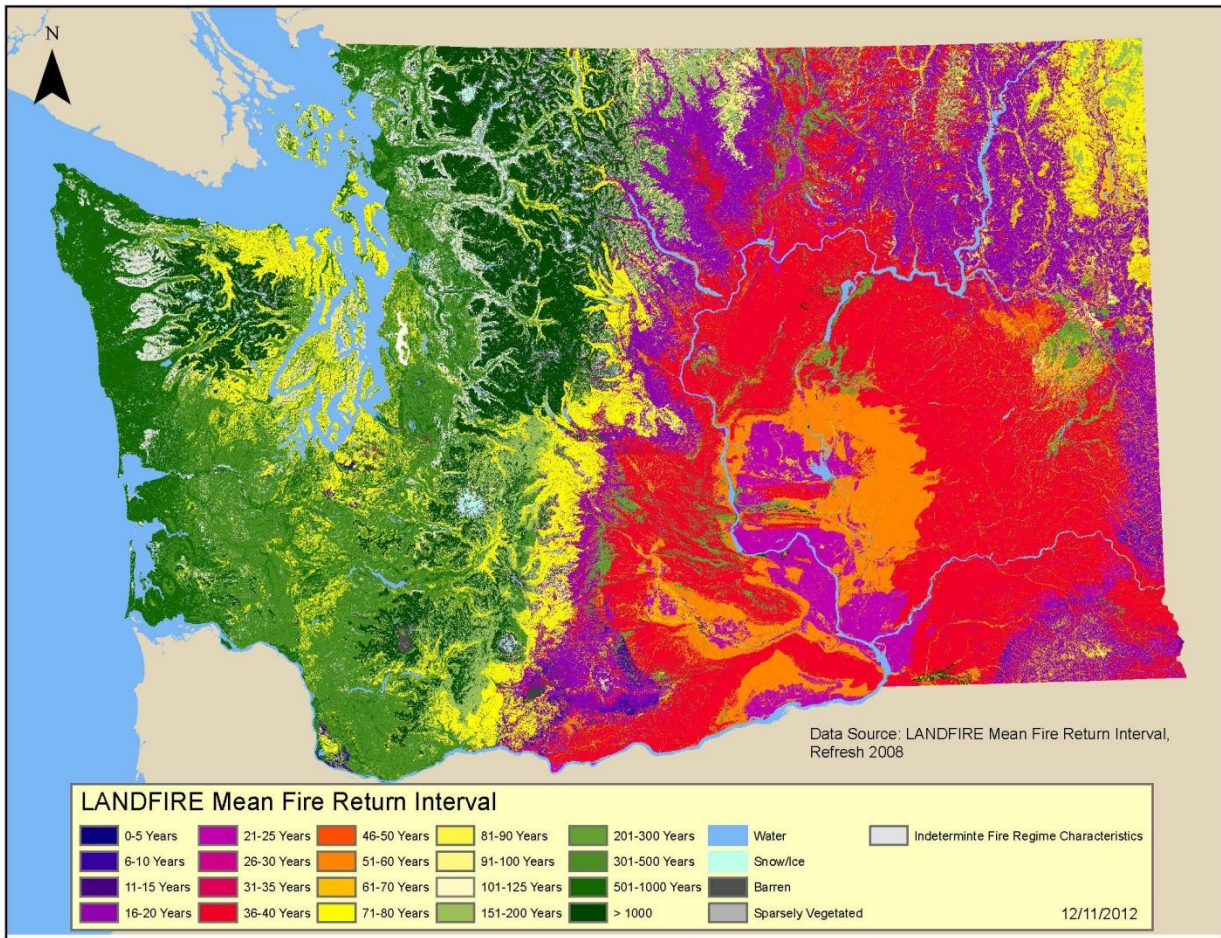 N
Data Source: LANDFIRE Mean Fire Return Interval,
Refresh 2008
LANDFIRE Mean Fire Return Interval
0-5 Years
6-10 Years
11-15 Years
16-20 Years
21-25 Years
26-30 Years
31-35 Years
36-40 Years
46-50 Years
51-60 Years
61-70 Years
71-80 Years
81-90 Years
91-100 Years
101-125 Years
151-200 Years
201-300 Years
301-500 Years
501-1000 Years
> 1000
Water
Snow/Ice
Barren
Sparsely Vegetated
Indeterminte Fire Regime Characteristics
12/11/2012